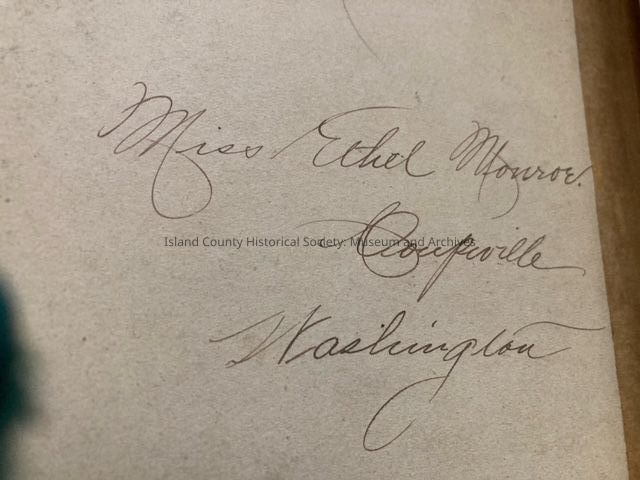 Miss Ethel Monroe.
Island County Historical Society: Museum and Archives
Coupeville
Washington